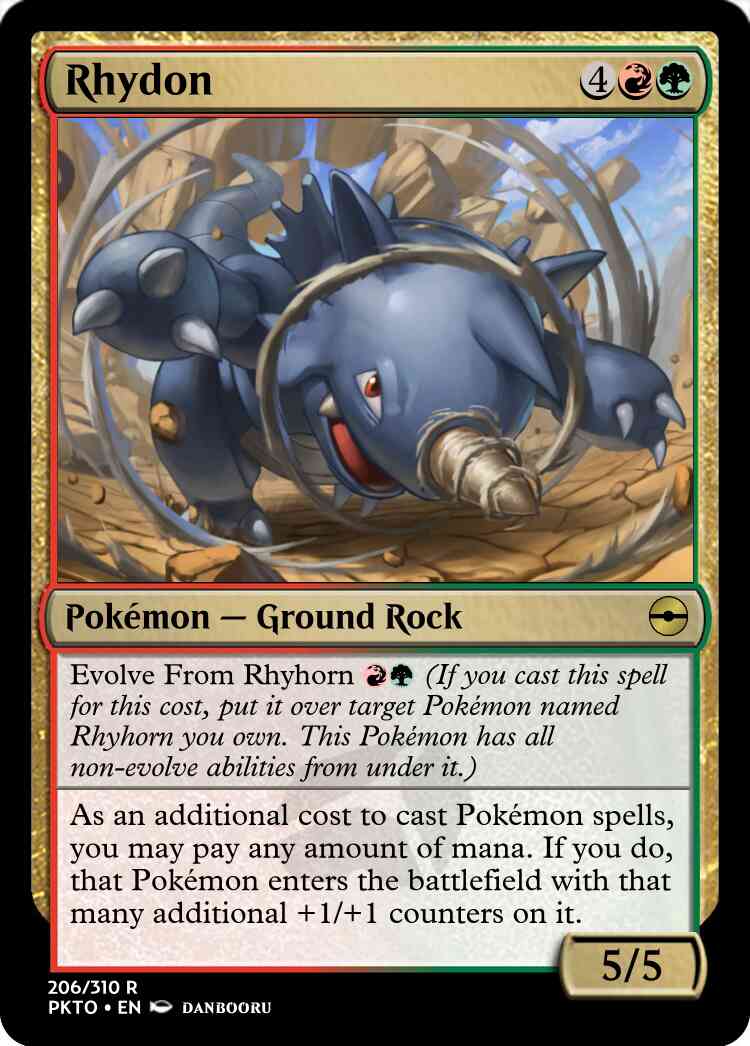 Rhydon 4
Pokémon — Ground Rock
Evolve From Rhyhorn (If you cast this spell
for this cost, put it over target Pokémon named
Rhyhorn you own. This Pokémon has all
non-evolve abilities from under it.)
As an additional cost to cast Pokémon spells,
you may pay any amount of mana. If you do,
that Pokémon enters the battlefield with that
many additional +1/+1 counters on it.
5/5
206/310 R
PKTO • EN DANBOORU